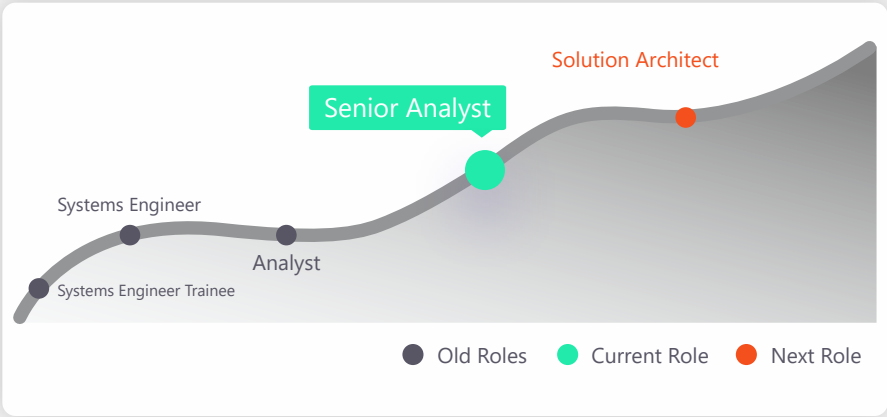 Solution Architect
Senior Analyst
Systems Engineer
Analyst
Systems Engineer Trainee
Old Roles
Current Role
Next Role